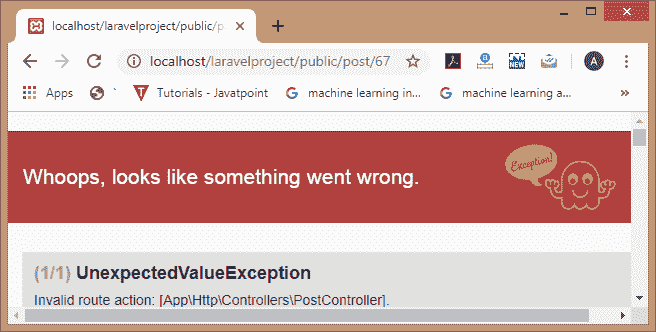 localhost/laravelproject/public/p
localhost/laravelproject/public/post/67
A
NEW
Apps
Tutorials - Javatpoint
machine learning in...
machine learning a...
»
Whoops, looks like something went wrong.
Exception!
(1/1) UnexpectedValueException
Invalid route action: [App\Http\Controllers\PostController].